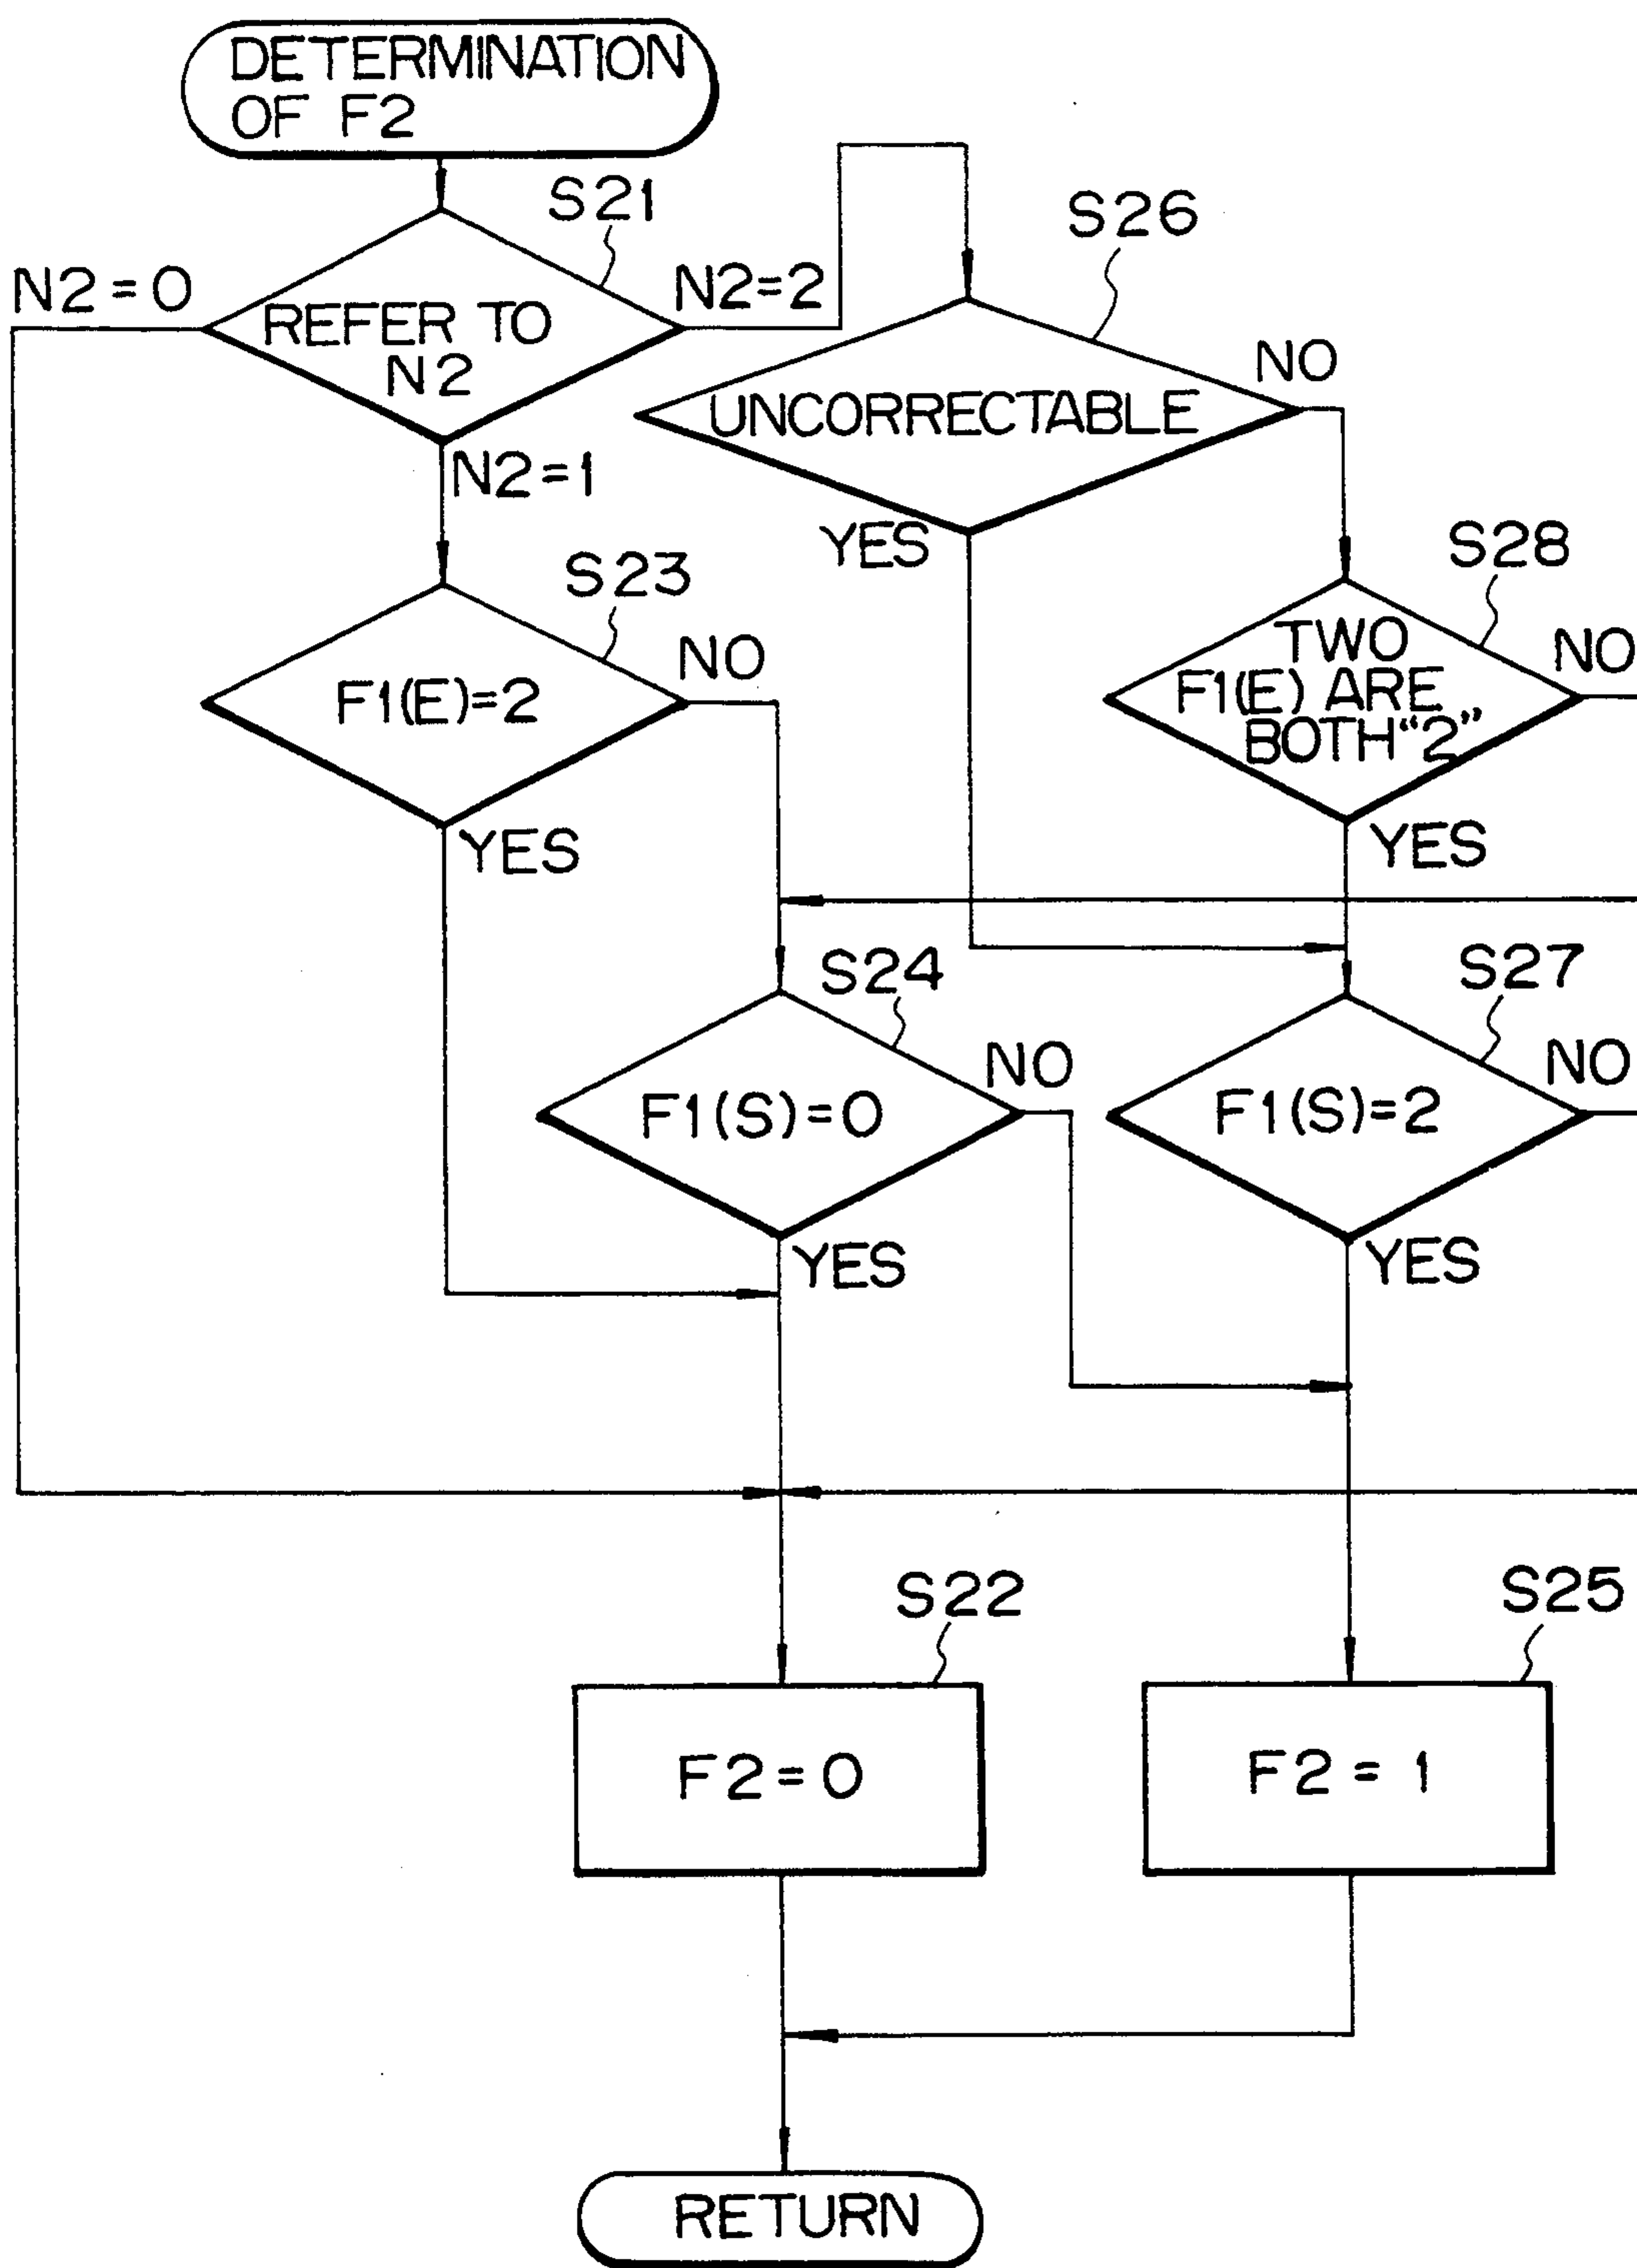 DETERMINATION
OF F2
S21
N2=0
REFER TO
N2
N2=2
N2=1
S26
UNCORRECTABLE
NO
YES
S23
F1(E)=2
NO
YES
S28
TWO
F1(E) ARE
BOTH “2”
NO
YES
S24
F1(S)=0
NO
YES
S27
F1(S)=2
NO
YES
S22
F2=0
S25
F2=1
RETURN